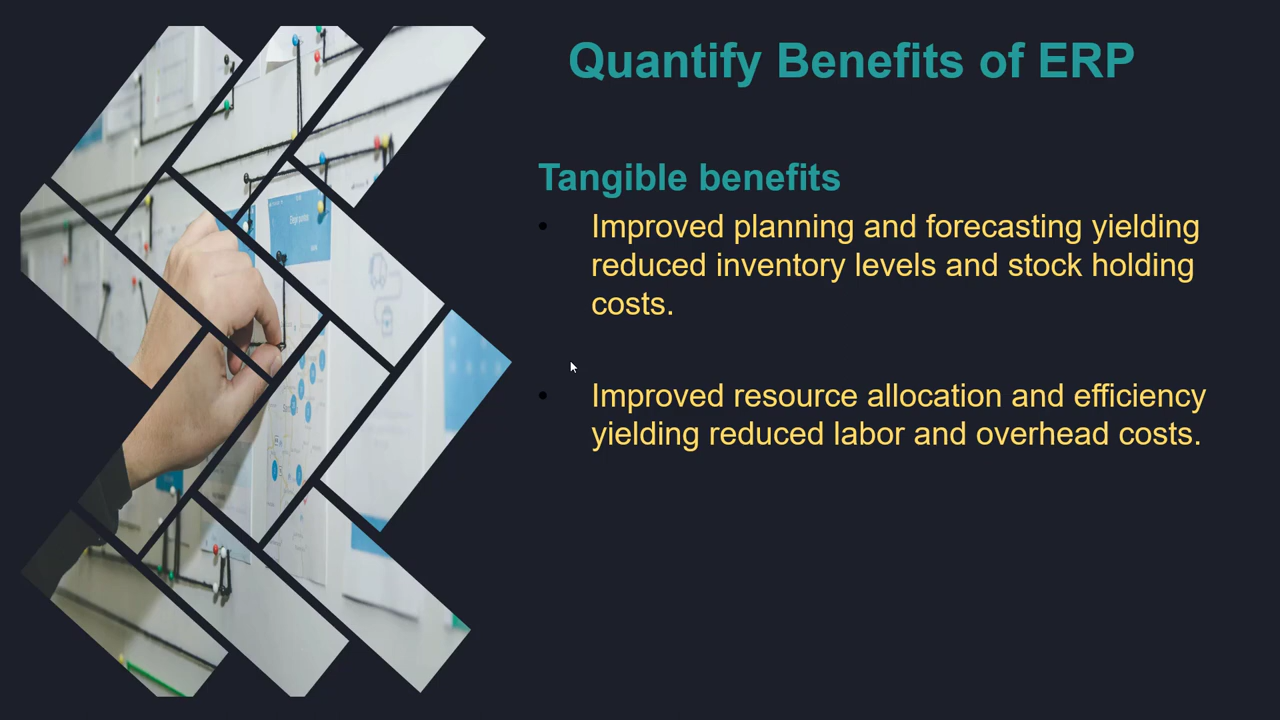 Quantify Benefits of ERP
Tangible benefits
• Improved planning and forecasting yielding
reduced inventory levels and stock holding
costs.
• Improved resource allocation and efficiency
yielding reduced labor and overhead costs.